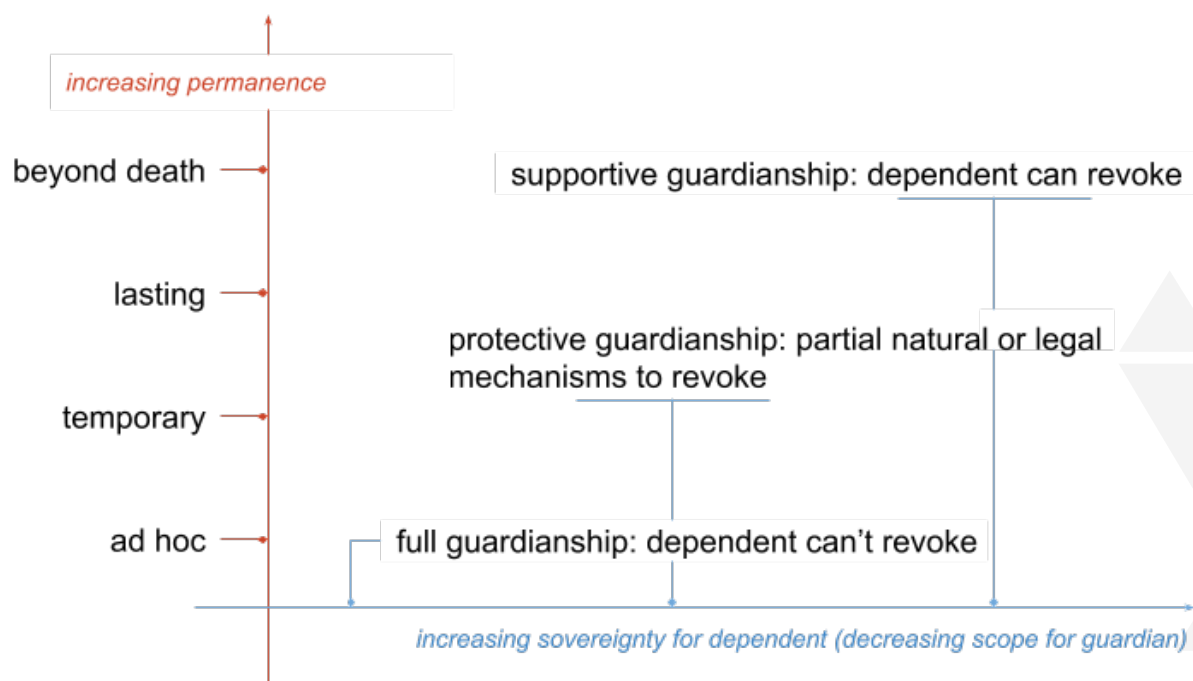 increasing permanence
beyond death
supportive guardianship: dependent can revoke
lasting
protective guardianship: partial natural or legal
mechanisms to revoke
temporary
ad hoc
full guardianship: dependent can’t revoke
increasing sovereignty for dependent (decreasing scope for guardian)